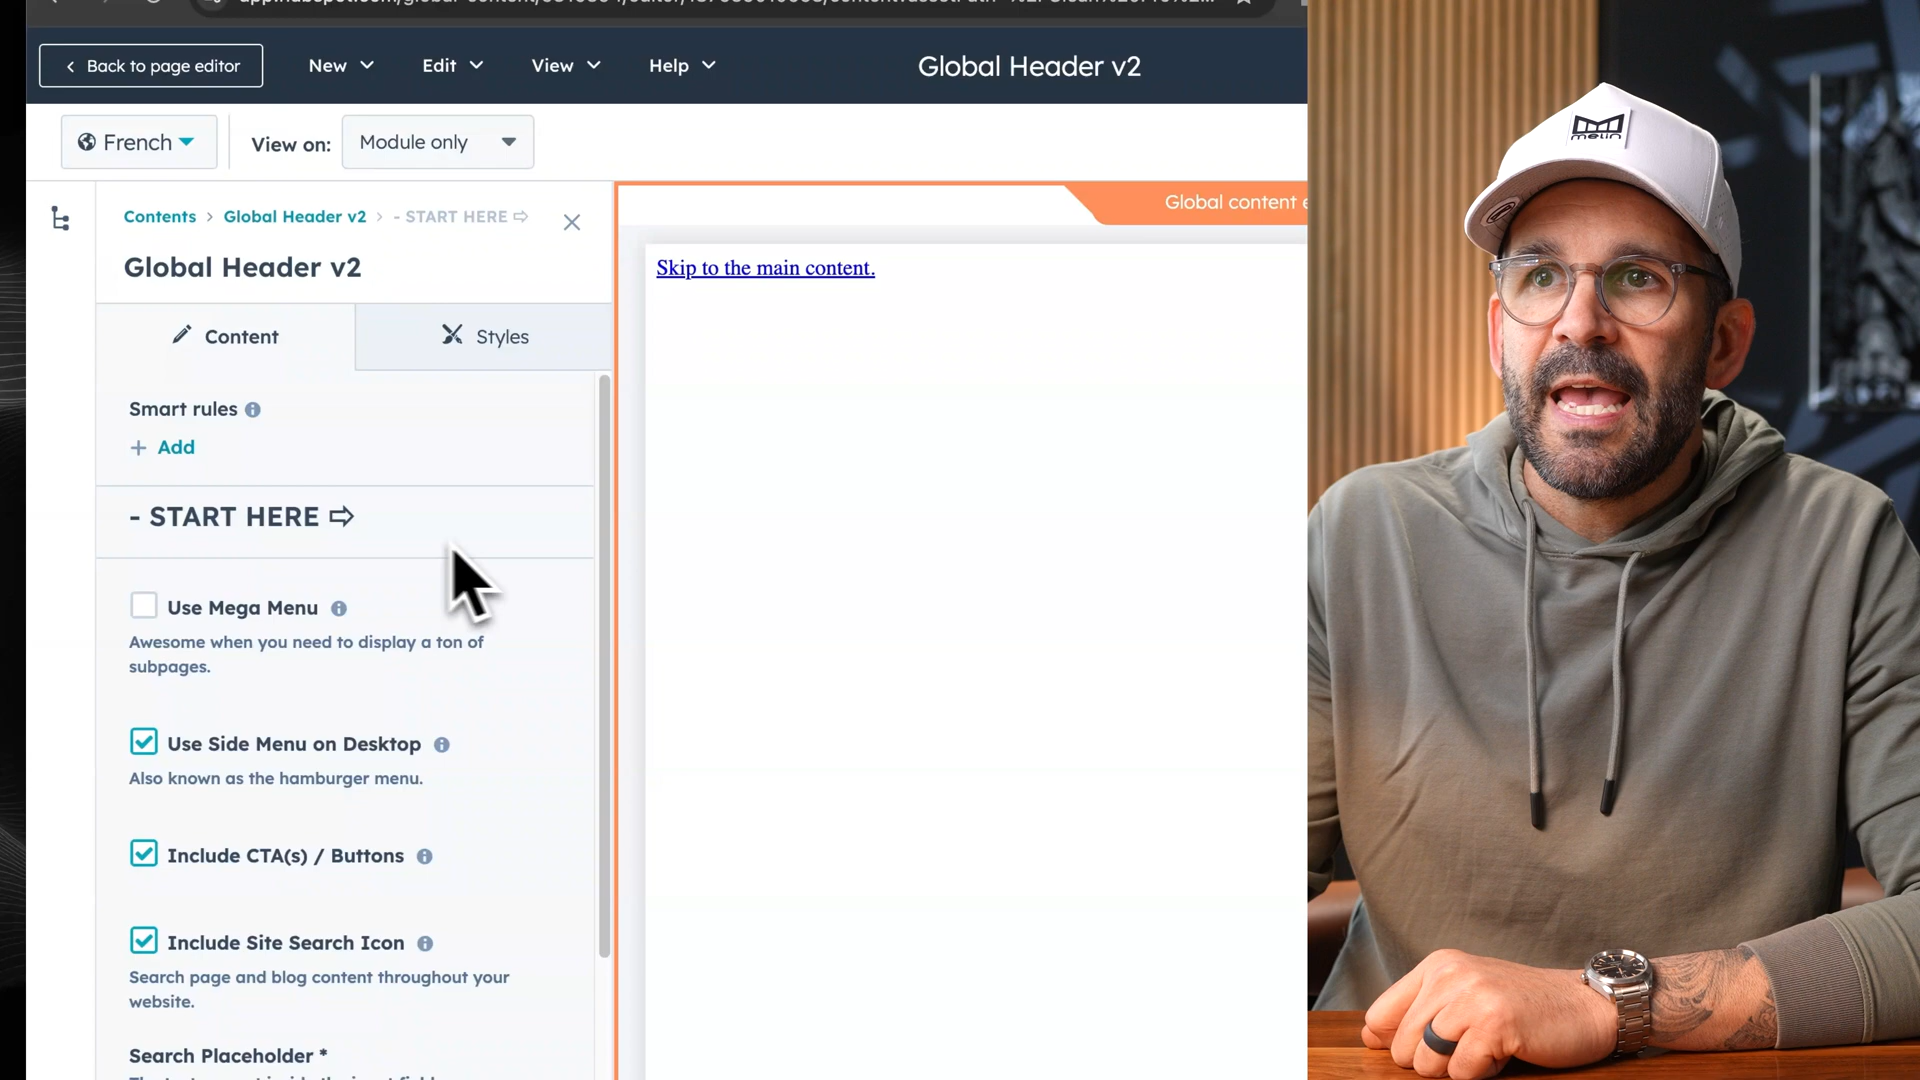 Back to page editor
New
Edit
View
Help
Global Header v2
French
View on:
Module only
Contents > Global Header v2 > - START HERE ⇨
Global content
Global Header v2
Skip to the main content.
Content
Styles
Smart rules
+ Add
- START HERE ⇨
Use Mega Menu
Awesome when you need to display a ton of
subpages.
Use Side Menu on Desktop
Also known as the hamburger menu.
Include CTA(s) / Buttons
Include Site Search Icon
Search page and blog content throughout your
website.
Search Placeholder *
melin